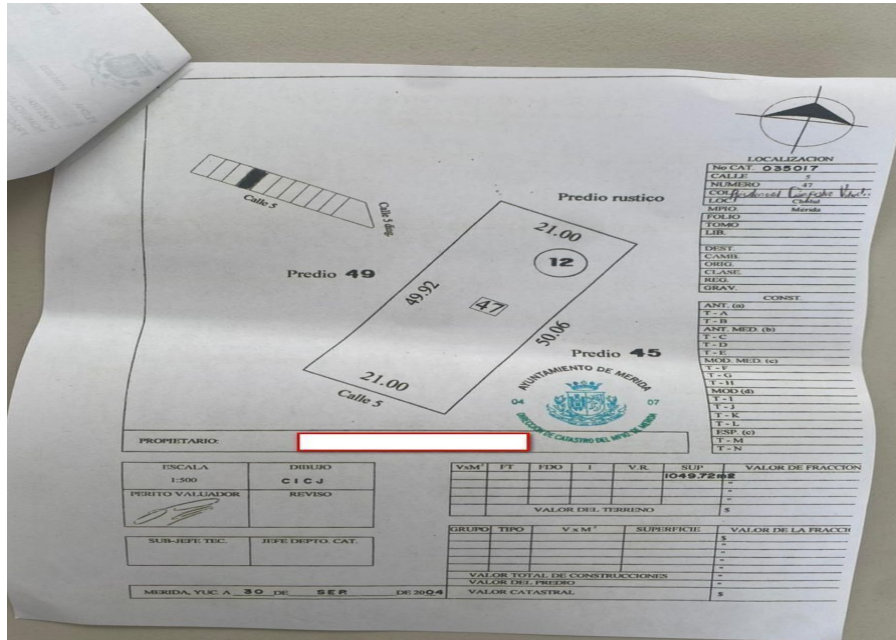 LOCALIZACION
No CAT. 035017
CALLE 5
NUMERO 47
COL.
LOC. Cholul
MPIO. Merida
FOLIO
TOMO
LIB.
DEST.
CAMB.
ORIG.
CLASE.
REG.
GRAV.
CONST.
ANT. (a)
T - A
T - B
ANT. MED. (b)
T - C
T - D
T - E
MOD. MED. (c)
T - F
T - G
T - H
MOD (d)
T - I
T - J
T - K
T - L
ESP. (e)
T - M
T - N
Calle 5
Calle 5 diag.
Predio rustico
21.00
12
Predio 49
49.92
47
50.06
Predio 45
21.00
Calle 5
AYUNTAMIENTO DE MERIDA
04 07
DIRECCION DE CATASTRO DEL MPIO. DE MERIDA
PROPIETARIO:
ESCALA DIBUJO
1:500 CICJ
PERITO VALUADOR REVISO
SUB-JEFE TEC. JEFE DEPTO. CAT.
MERIDA, YUC A 30 DE SEP. DE 2004
VxM² FT FDO I V.R. SUP VALOR DE FRACCION
1049.72m2
VALOR DEL TERRENO $
GRUPO TIPO V x M² SUPERFICIE VALOR DE LA FRACCI
$
VALOR TOTAL DE CONSTRUCCIONES
VALOR DEL PREDIO
VALOR CATASTRAL $